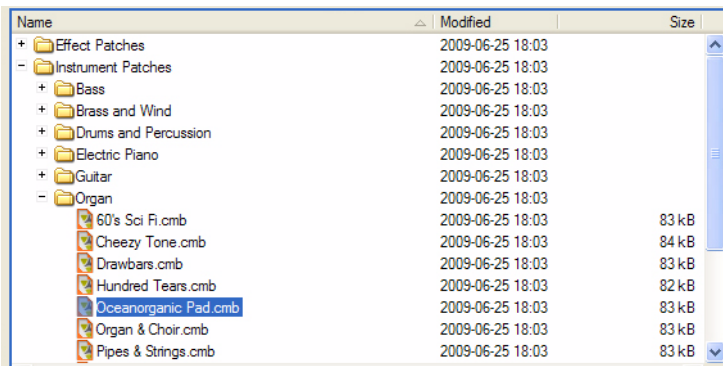 Name Modified Size
Effect Patches 2009-06-25 18:03
Instrument Patches 2009-06-25 18:03
Bass 2009-06-25 18:03
Brass and Wind 2009-06-25 18:03
Drums and Percussion 2009-06-25 18:03
Electric Piano 2009-06-25 18:03
Guitar 2009-06-25 18:03
Organ 2009-06-25 18:03
60's Sci Fi.cmb 2009-06-25 18:03 83 kB
Cheezy Tone.cmb 2009-06-25 18:03 84 kB
Drawbars.cmb 2009-06-25 18:03 83 kB
Hundred Tears.cmb 2009-06-25 18:03 82 kB
Oceanorganic Pad.cmb 2009-06-25 18:03 83 kB
Organ & Choir.cmb 2009-06-25 18:03 83 kB
Pipes & Strings.cmb 2009-06-25 18:03 83 kB